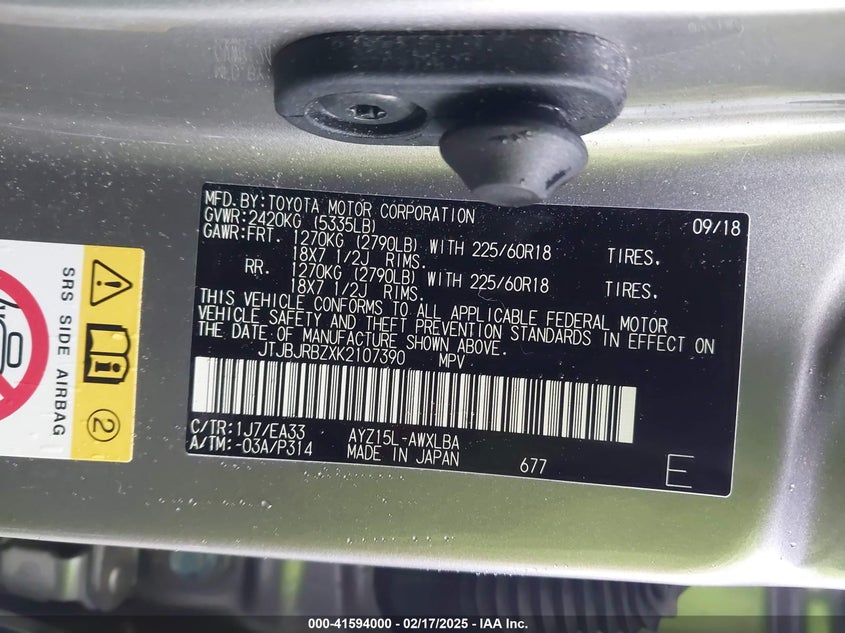 MFD.BY:TOYOTA MOTOR CORPORATION 09/18
GVWR:2420KG (5335LB)
GAWR:FRT. 1270KG (2790LB) WITH 225/60R18 TIRES.
18X7 1/2J RIMS.
RR. 1270KG (2790LB) WITH 225/60R18 TIRES.
18X7 1/2J RIMS.
THIS VEHICLE CONFORMS TO ALL APPLICABLE FEDERAL MOTOR
VEHICLE SAFETY AND THEFT PREVENTION STANDARDS IN EFFECT ON
THE DATE OF MANUFACTURE SHOWN ABOVE.
JTJBJRBZXK2107390 MPV
C/TR:1J7/EA33 AYZ15L-AWXLBA
A/TM:-03A/P314 MADE IN JAPAN 677 E
SRS SIDE AIRBAG
2
000-41594000 – 02/17/2025 – IAA Inc.